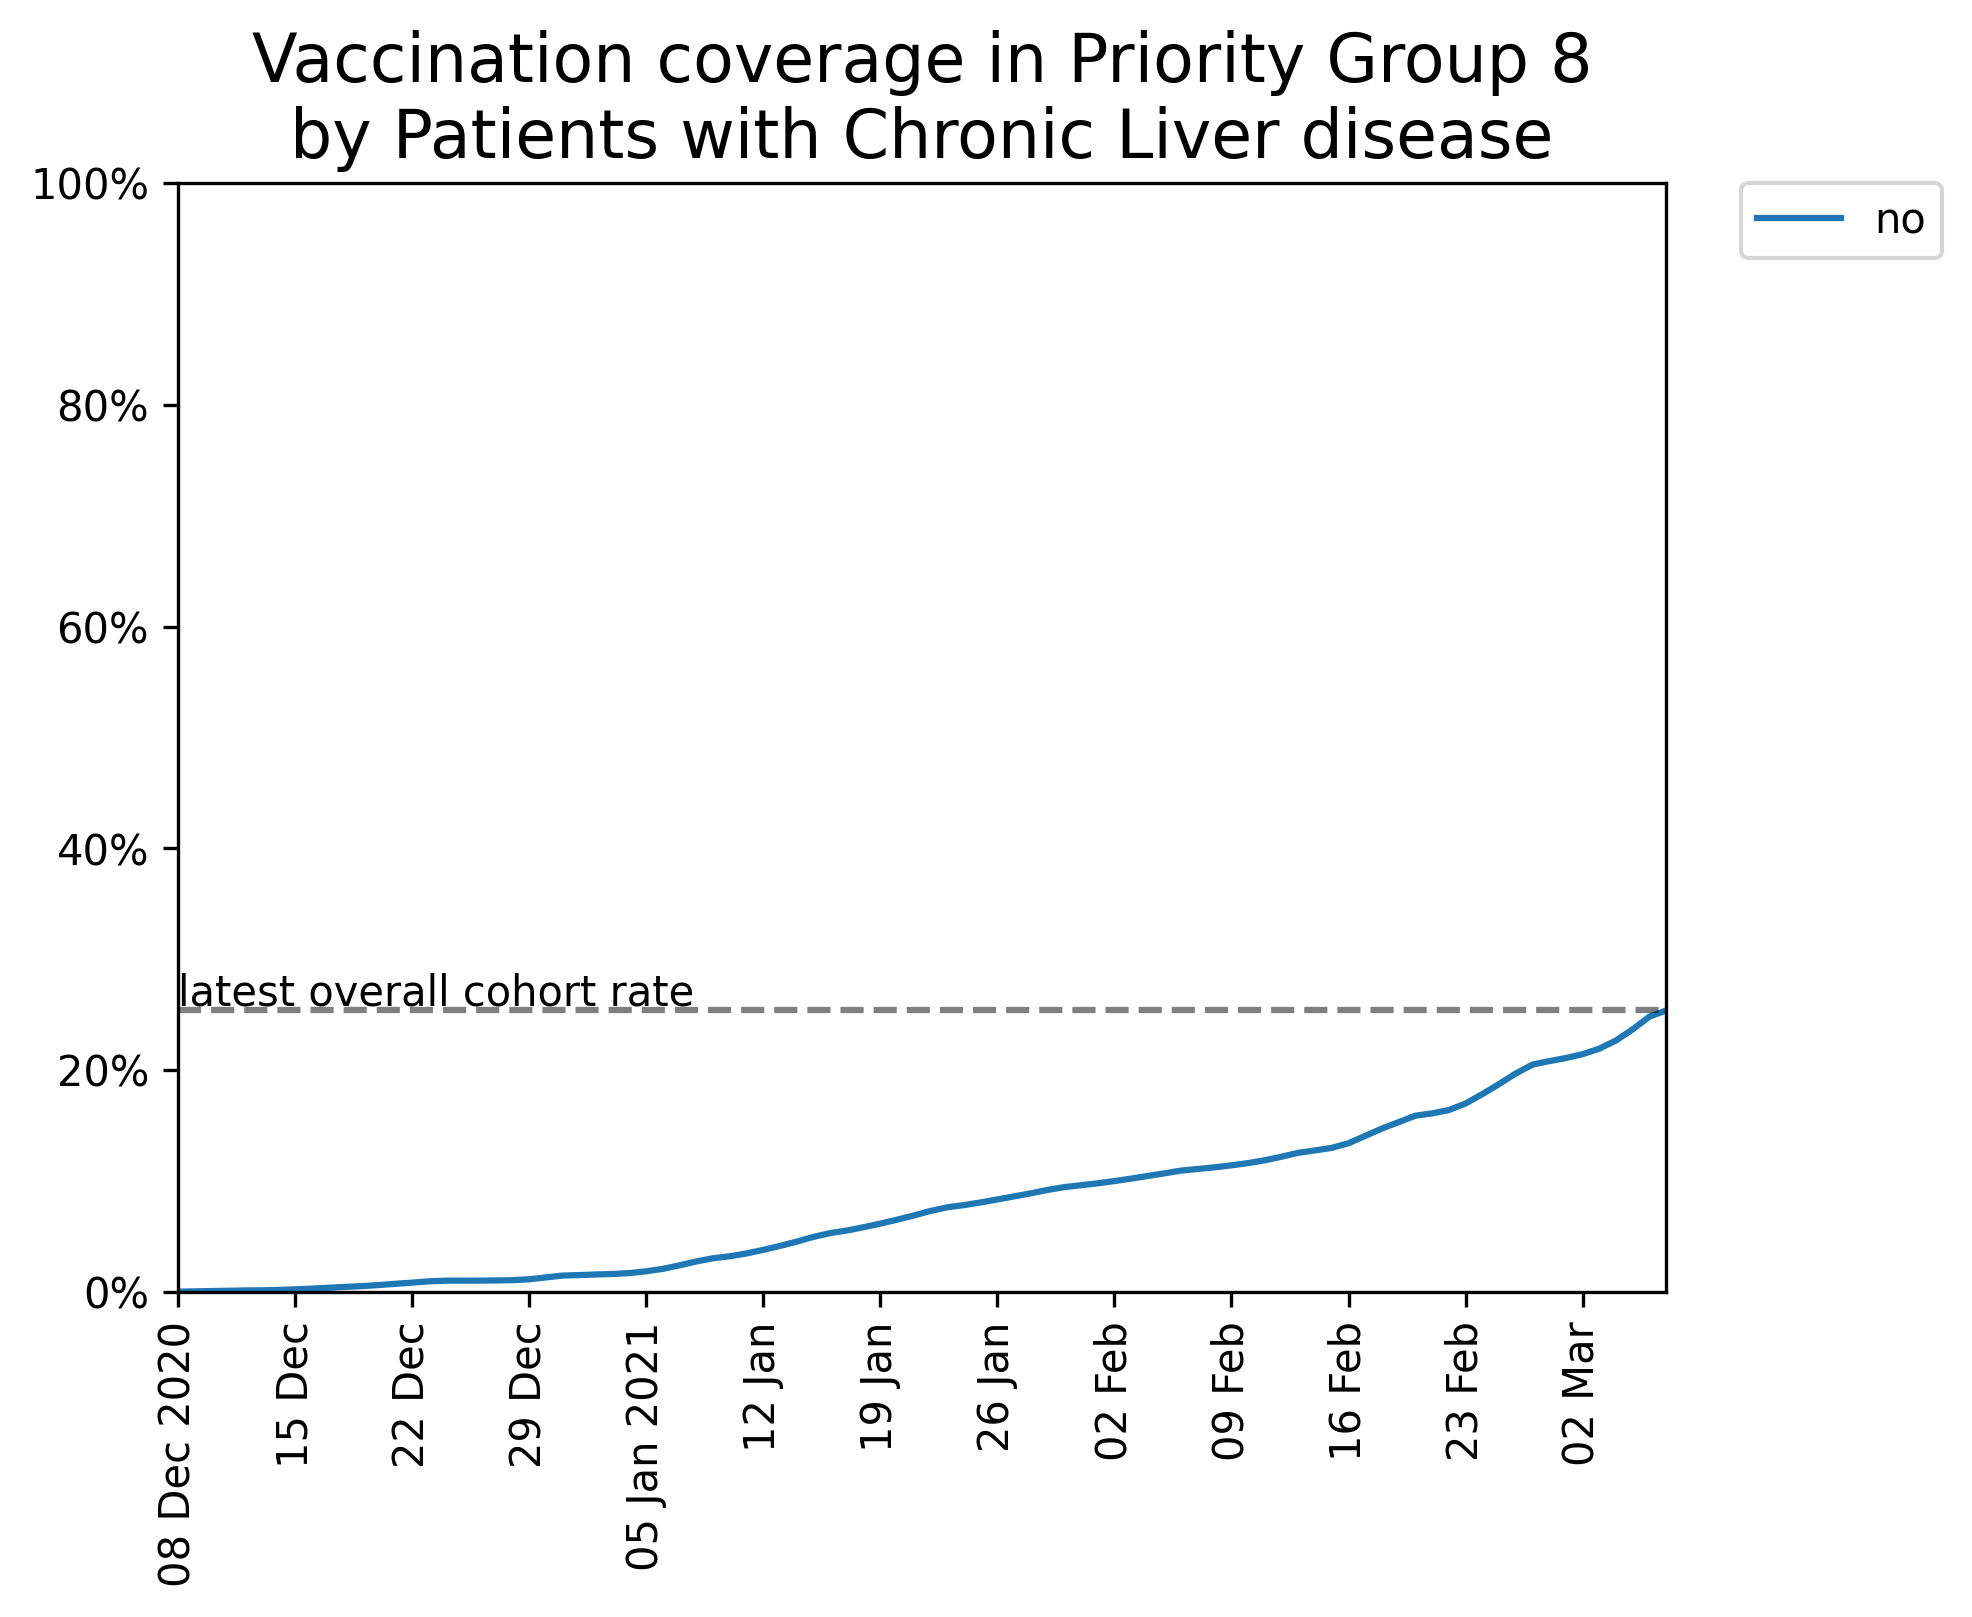 Vaccination coverage in Priority Group 8
by Patients with Chronic Liver disease
100%
80%
60%
40%
20%
0%
no
latest overall cohort rate
08 Dec 2020
15 Dec
22 Dec
29 Dec
05 Jan 2021
12 Jan
19 Jan
26 Jan
02 Feb
09 Feb
16 Feb
23 Feb
02 Mar